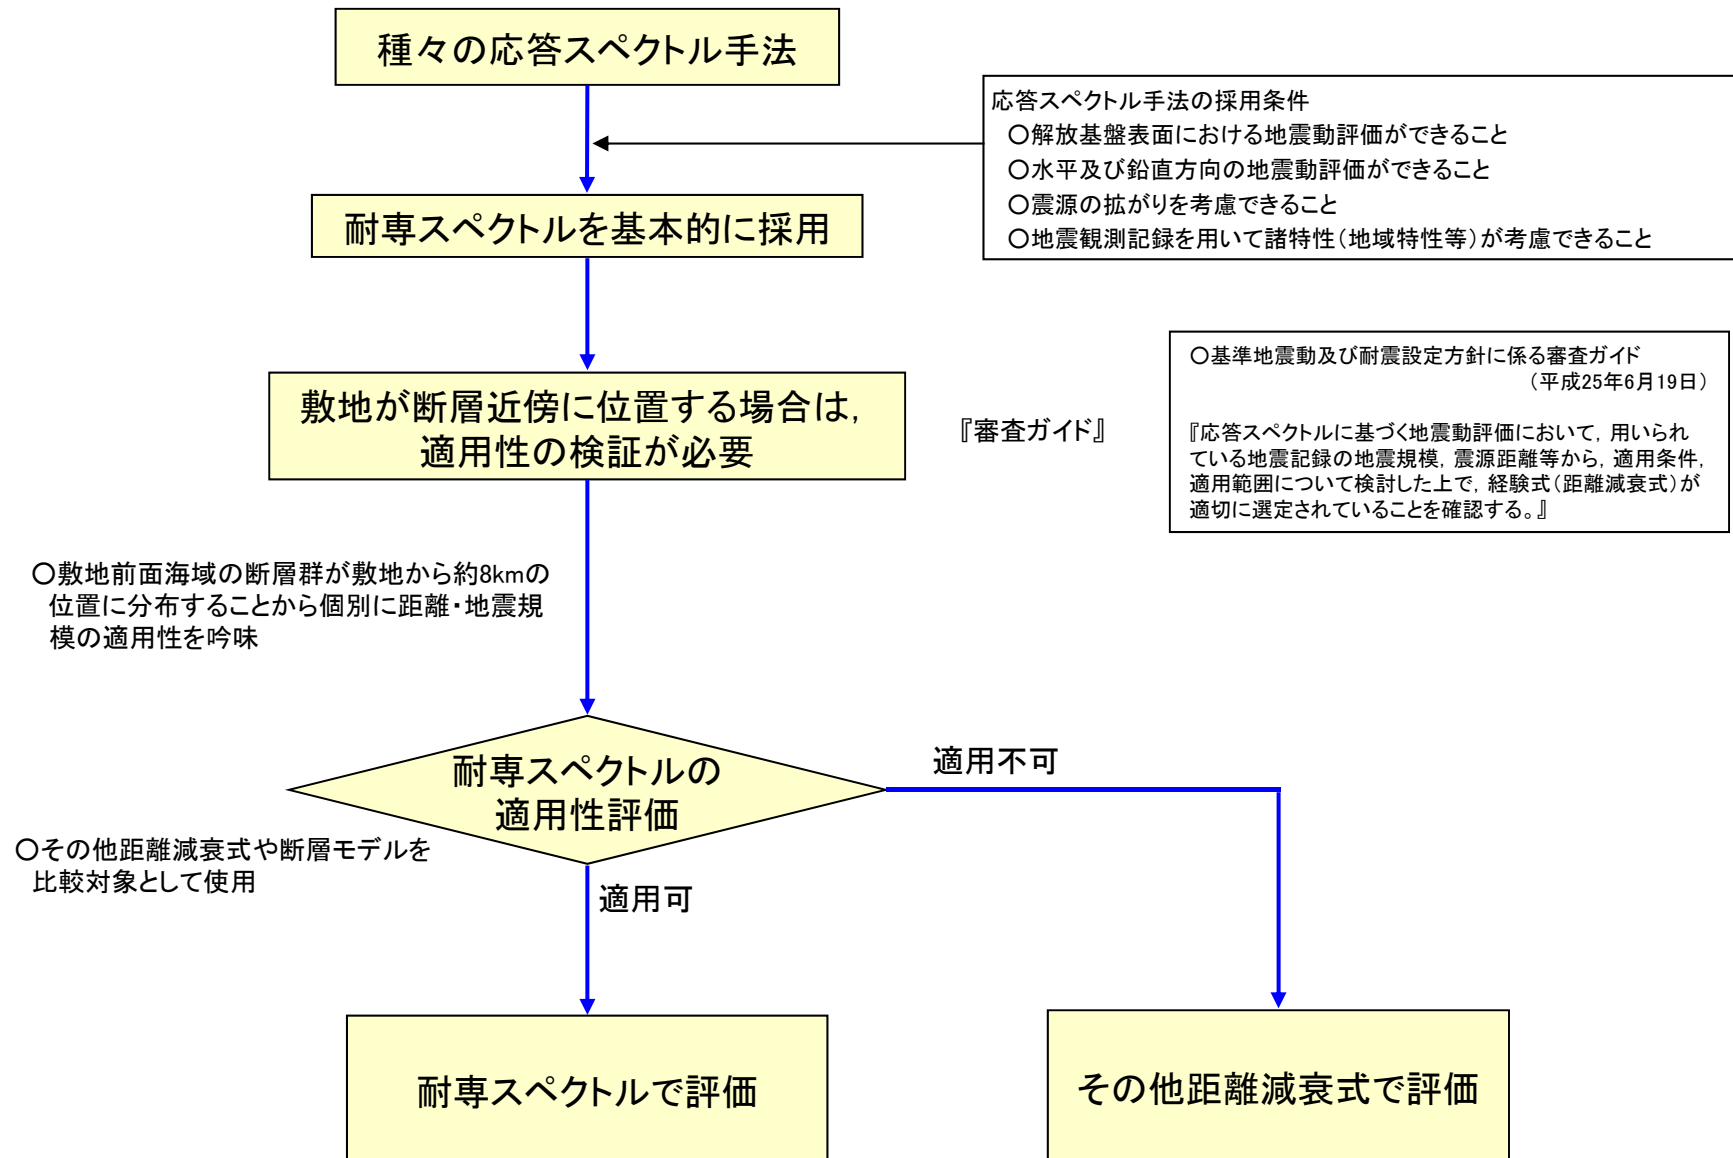 種々の応答スペクトル手法
応答スペクトル手法の採用条件
○解放基盤表面における地震動評価ができること
○水平及び鉛直方向の地震動評価ができること
○震源の拡がりを考慮できること
○地震観測記録を用いて諸特性（地域特性等）が考慮できること
耐専スペクトルを基本的に採用
○基準地震動及び耐震設定方針に係る審査ガイド
（平成25年6月19日）
『応答スペクトルに基づく地震動評価において，用いられ
ている地震記録の地震規模，震源距離等から，適用条件，
適用範囲について検討した上で，経験式（距離減衰式）が
適切に選定されていることを確認する。』
敷地が断層近傍に位置する場合は，
適用性の検証が必要
『審査ガイド』
○敷地前面海域の断層群が敷地から約8kmの
位置に分布することから個別に距離・地震規
模の適用性を吟味
耐専スペクトルの
適用性評価
適用不可
○その他距離減衰式や断層モデルを
比較対象として使用
適用可
耐専スペクトルで評価
その他距離減衰式で評価